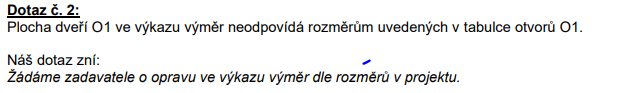 Dotaz č. 2:
Plocha dveří O1 ve výkazu výměr neodpovídá rozměrům uvedených v tabulce otvorů O1.
Náš dotaz zní:
Žádáme zadavatele o opravu ve výkazu výměr dle rozměrů v projektu.